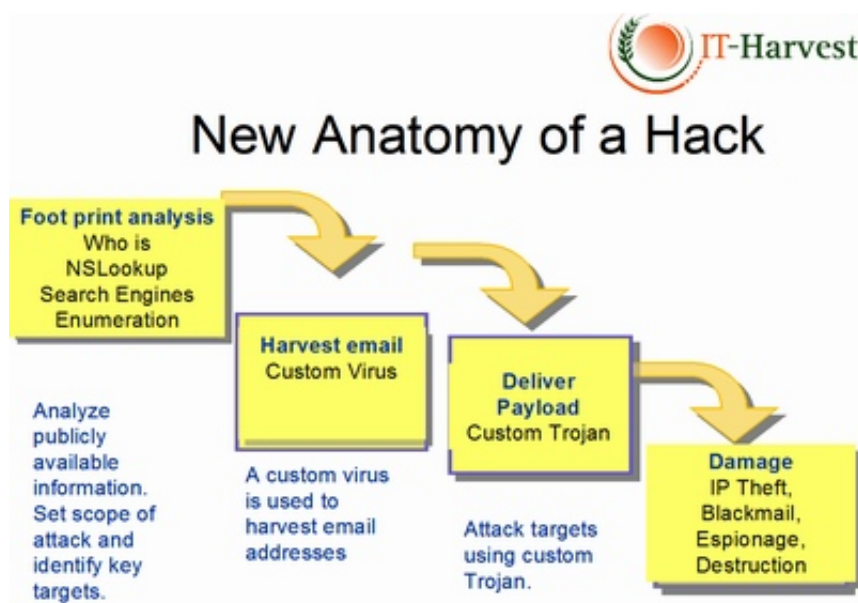 IT-Harvest
New Anatomy of a Hack
Foot print analysis
Who is
NSLookup
Search Engines
Enumeration
Analyze
publicly
available
information.
Set scope of
attack and
identify key
targets.
Harvest email
Custom Virus
A custom virus
is used to
harvest email
addresses
Deliver
Payload
Custom Trojan
Attack targets
using custom
Trojan.
Damage
IP Theft,
Blackmail,
Espionage,
Destruction